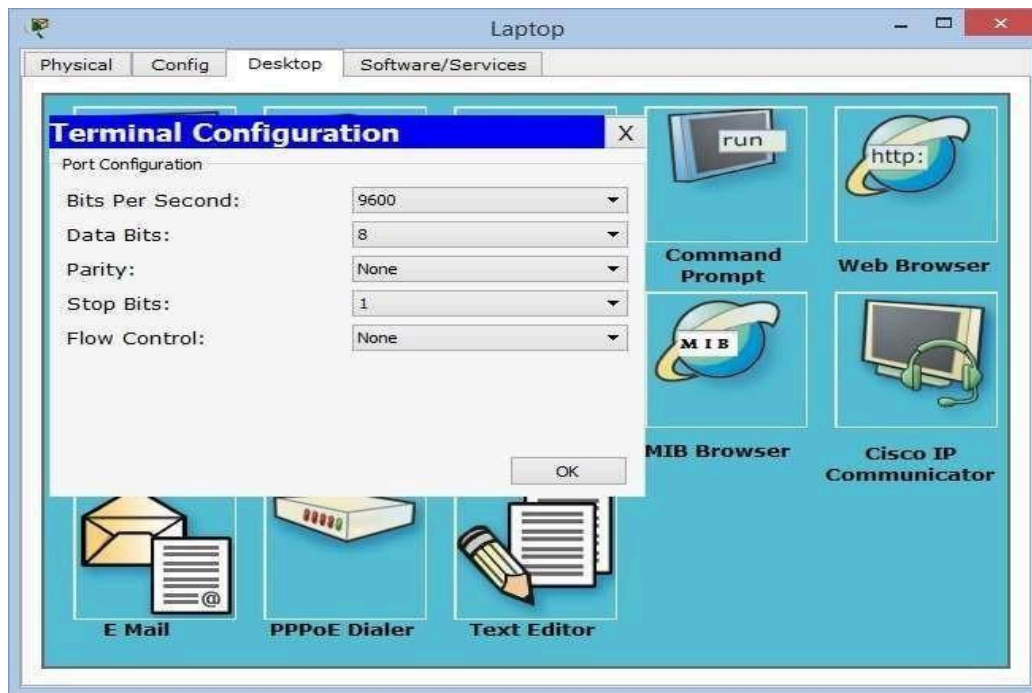 Laptop
Physical Config Desktop Software/Services
Terminal Configuration X
Port Configuration
Bits Per Second: 9600
Data Bits: 8
Parity: None
Stop Bits: 1
Flow Control: None
OK
run
http:
Command
Prompt
Web Browser
MIB
MIB Browser
Cisco IP
Communicator
@
E Mail
PPPoE Dialer
Text Editor